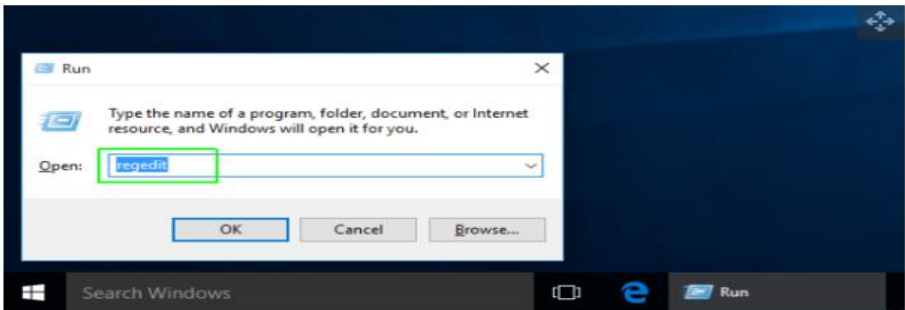 Run
Type the name of a program, folder, document, or Internet
resource, and Windows will open it for you.
Open:
regedit
OK
Cancel
Browse...
Search Windows
Run